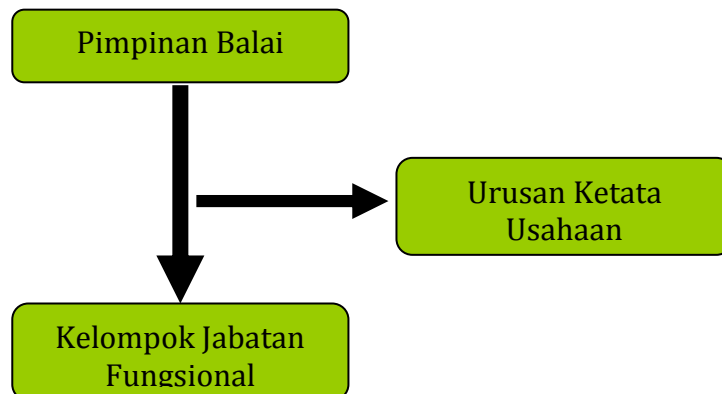 Pimpinan Balai
Urusan Ketata
Usahaan
Kelompok Jabatan
Fungsional